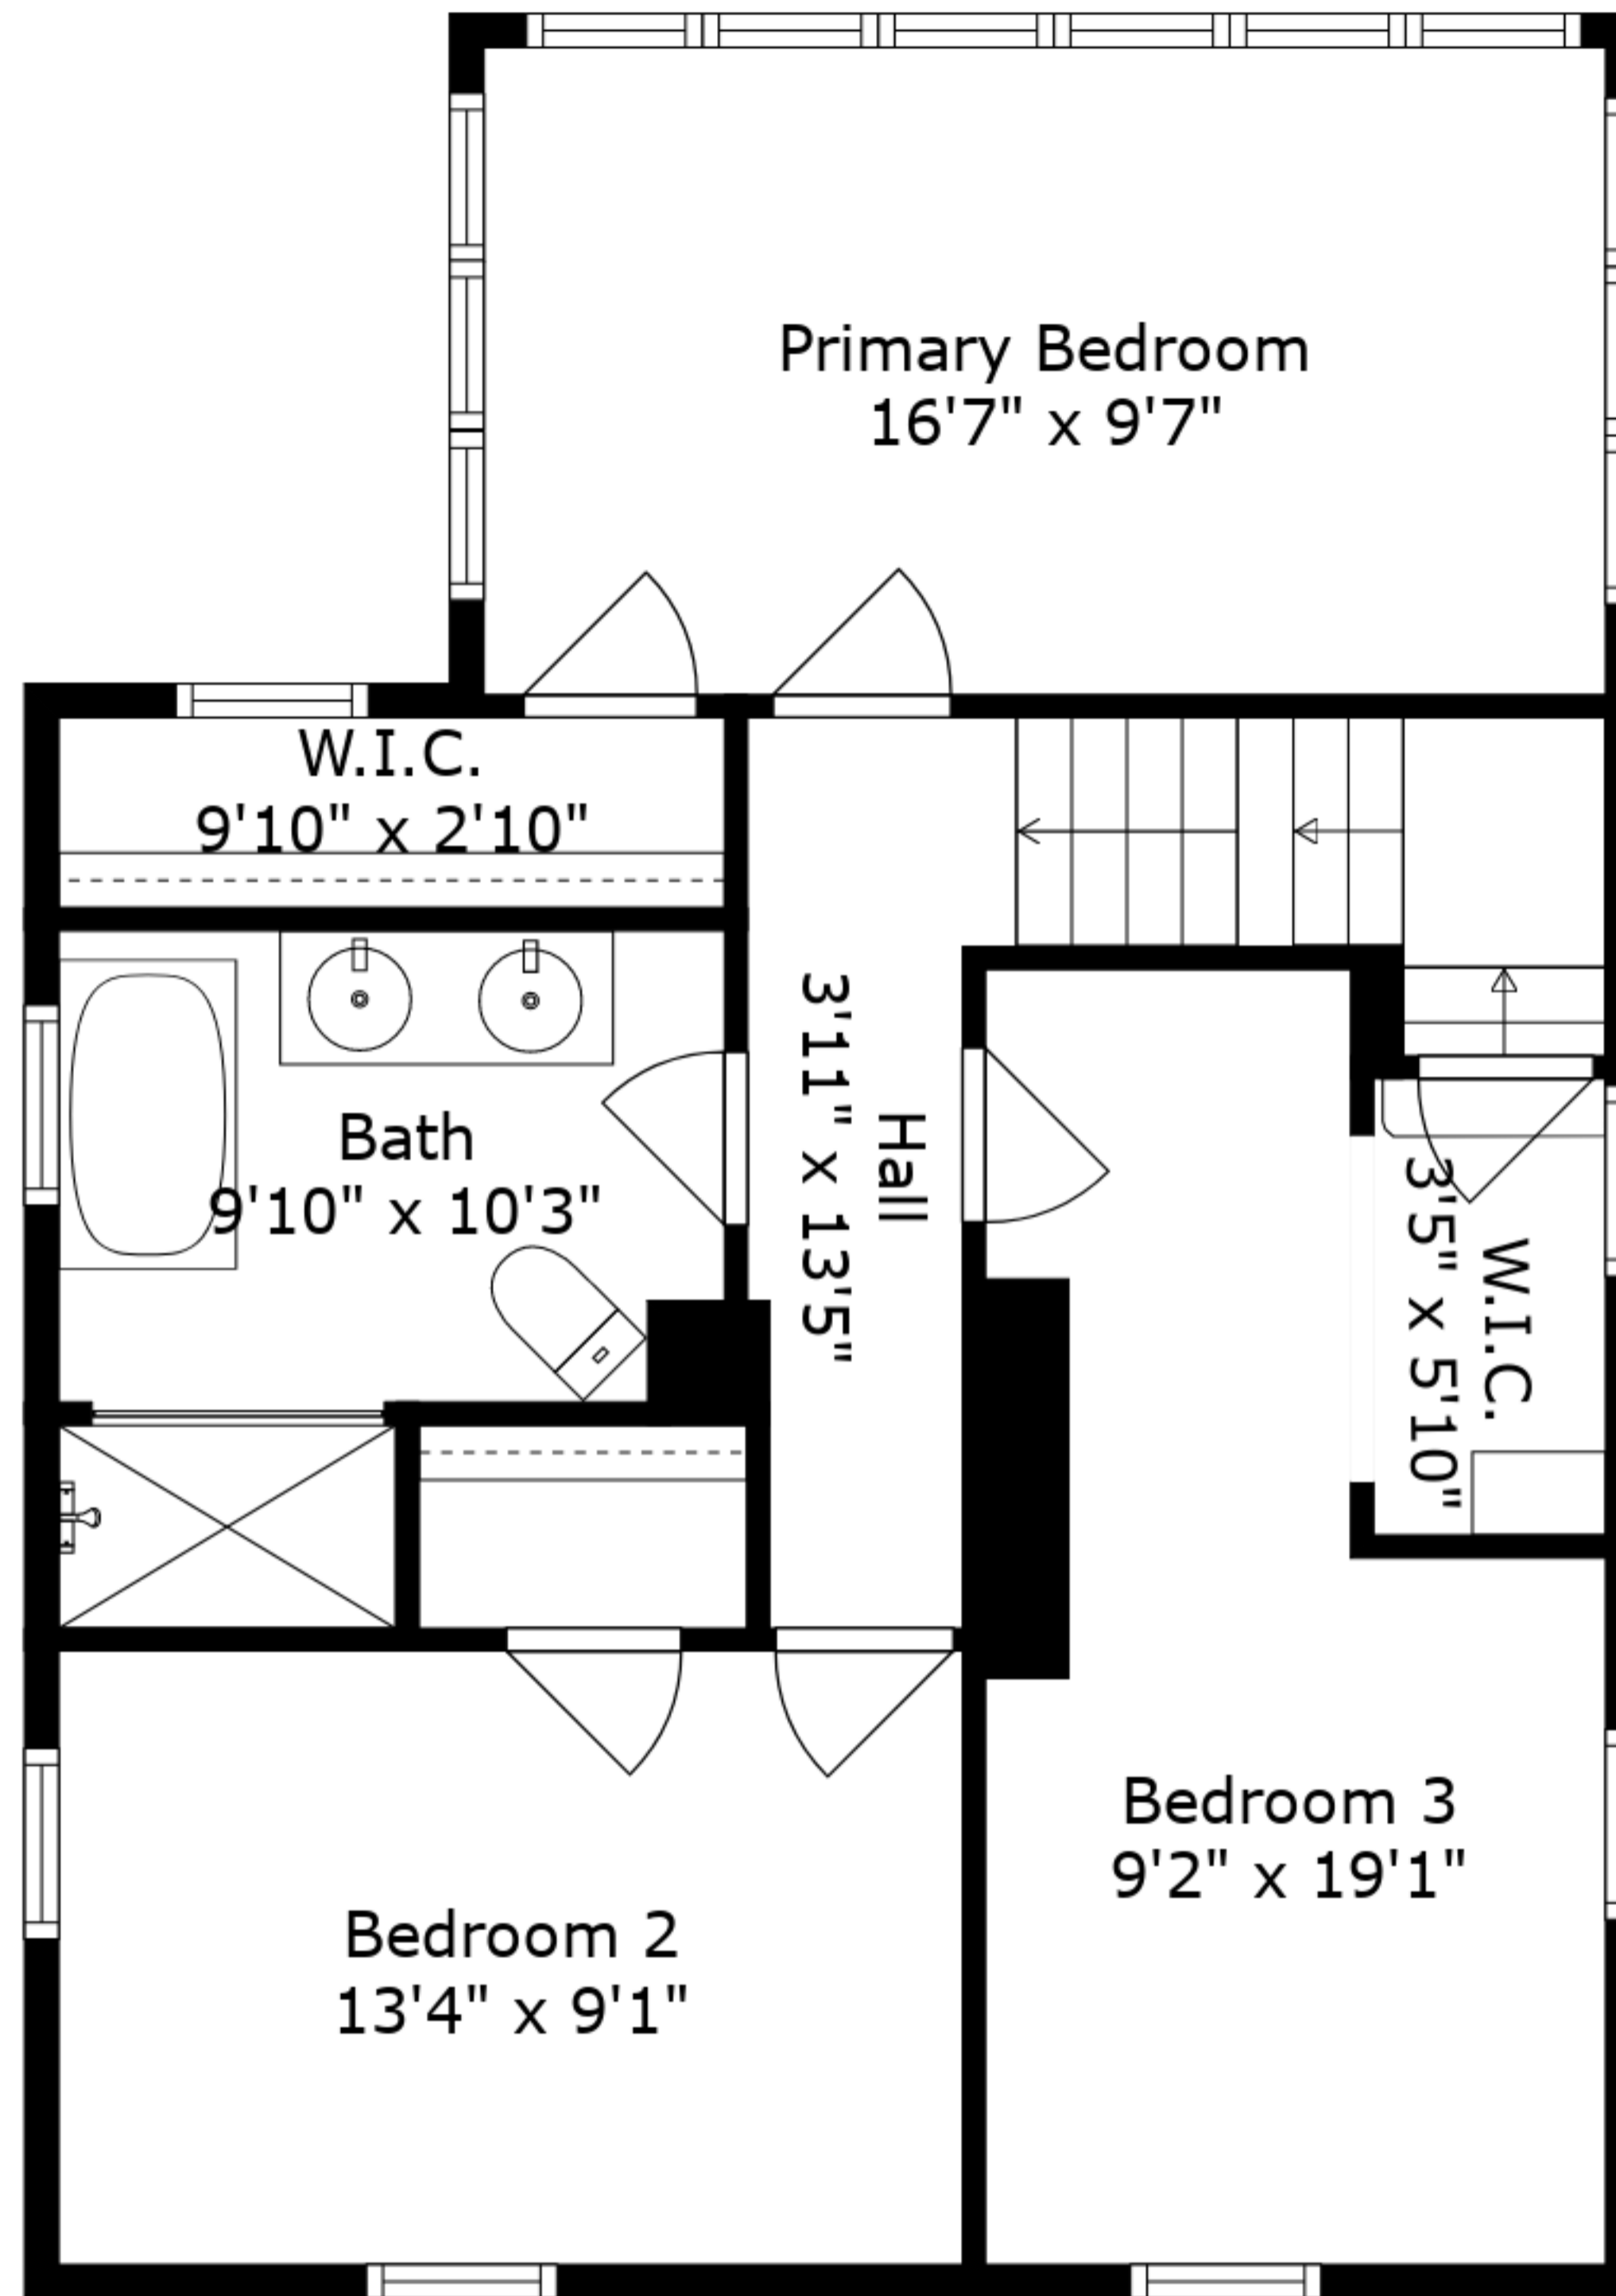 Primary Bedroom
16'7" x 9'7"
W.I.C.
9'10" x 2'10"
Bath
9'10" x 10'3"
Hall
3'11" x 13'5"
W.I.C.
3'5" x 5'10"
Bedroom 3
9'2" x 19'1"
Bedroom 2
13'4" x 9'1"